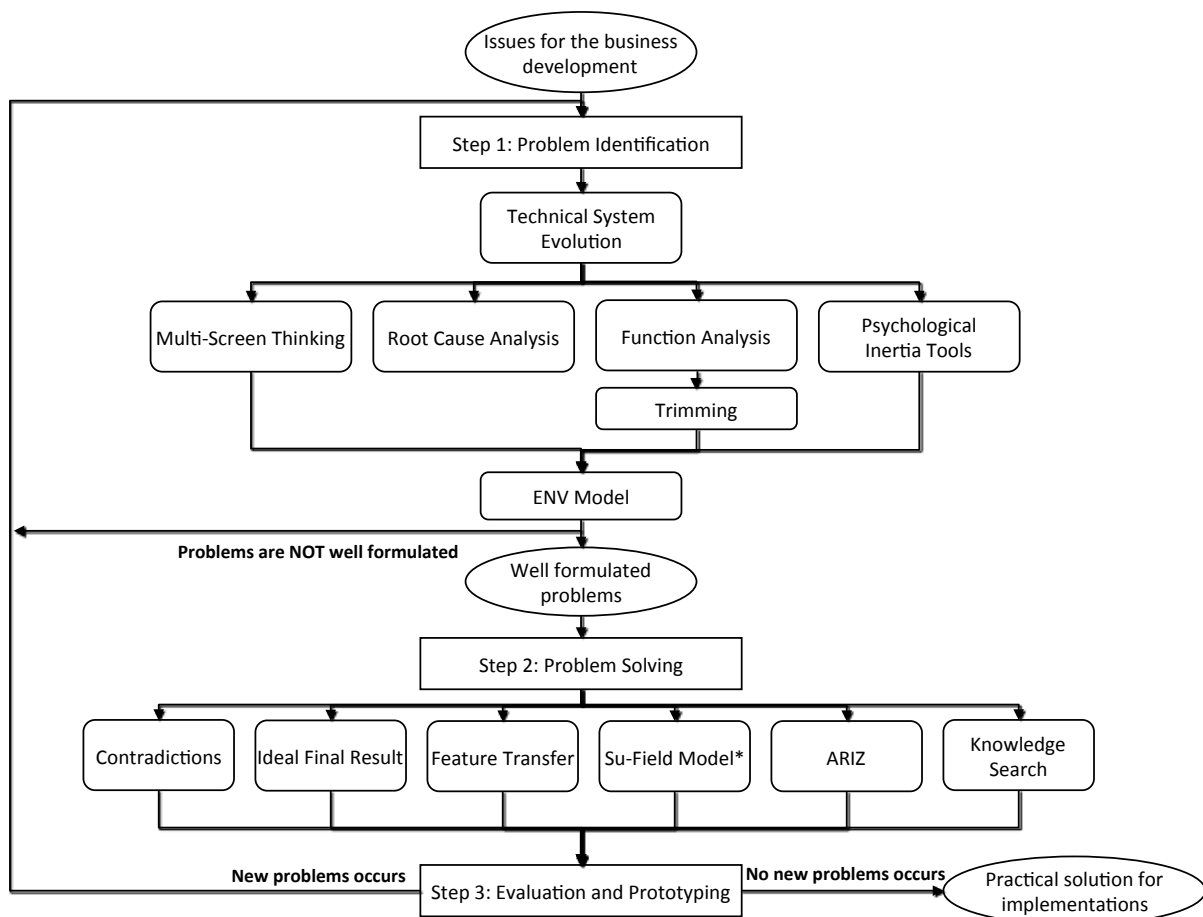 Issues for the business
development
Step 1: Problem Identification
Technical System
Evolution
Multi-Screen Thinking
Root Cause Analysis
Function Analysis
Psychological
Inertia Tools
Trimming
ENV Model
Problems are NOT well formulated
Well formulated
problems
Step 2: Problem Solving
Contradictions
Ideal Final Result
Feature Transfer
Su-Field Model*
ARIZ
Knowledge
Search
New problems occurs
Step 3: Evaluation and Prototyping
No new problems occurs
Practical solution for
implementations